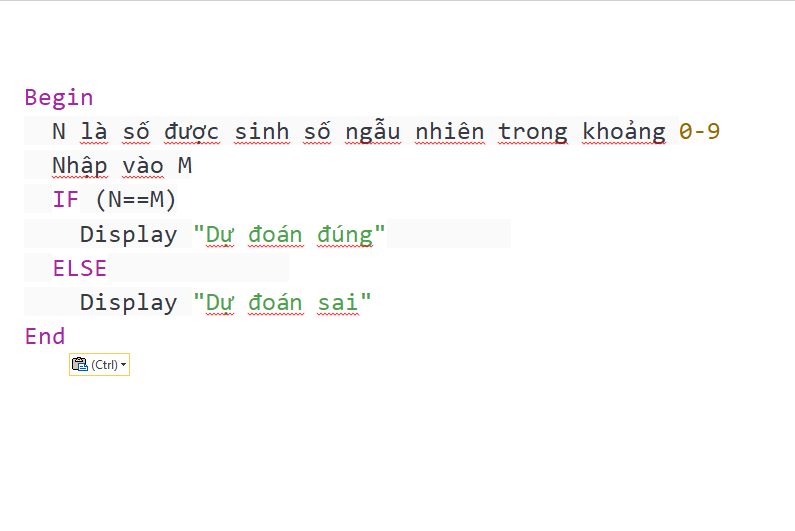 Begin
N là số được sinh số ngẫu nhiên trong khoảng 0-9
Nhập vào M
IF (N==M)
Display "Dự đoán đúng"
ELSE
Display "Dự đoán sai"
End
(Ctrl)